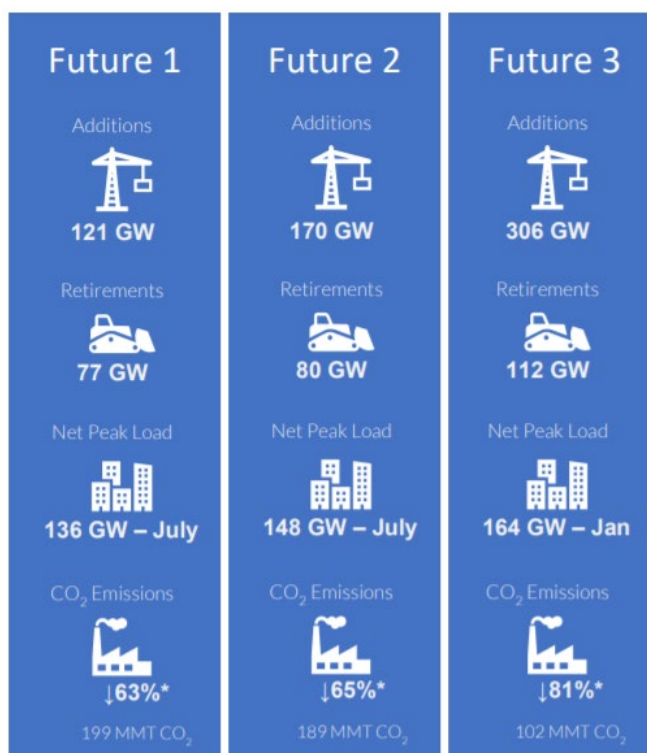 Future 1
Additions
121 GW
Retirements
77 GW
Net Peak Load
136 GW – July
CO₂ Emissions
↓63%*
199 MMT CO₂
Future 2
Additions
170 GW
Retirements
80 GW
Net Peak Load
148 GW – July
CO₂ Emissions
↓65%*
189 MMT CO₂
Future 3
Additions
306 GW
Retirements
112 GW
Net Peak Load
164 GW – Jan
CO₂ Emissions
↓81%*
102 MMT CO₂